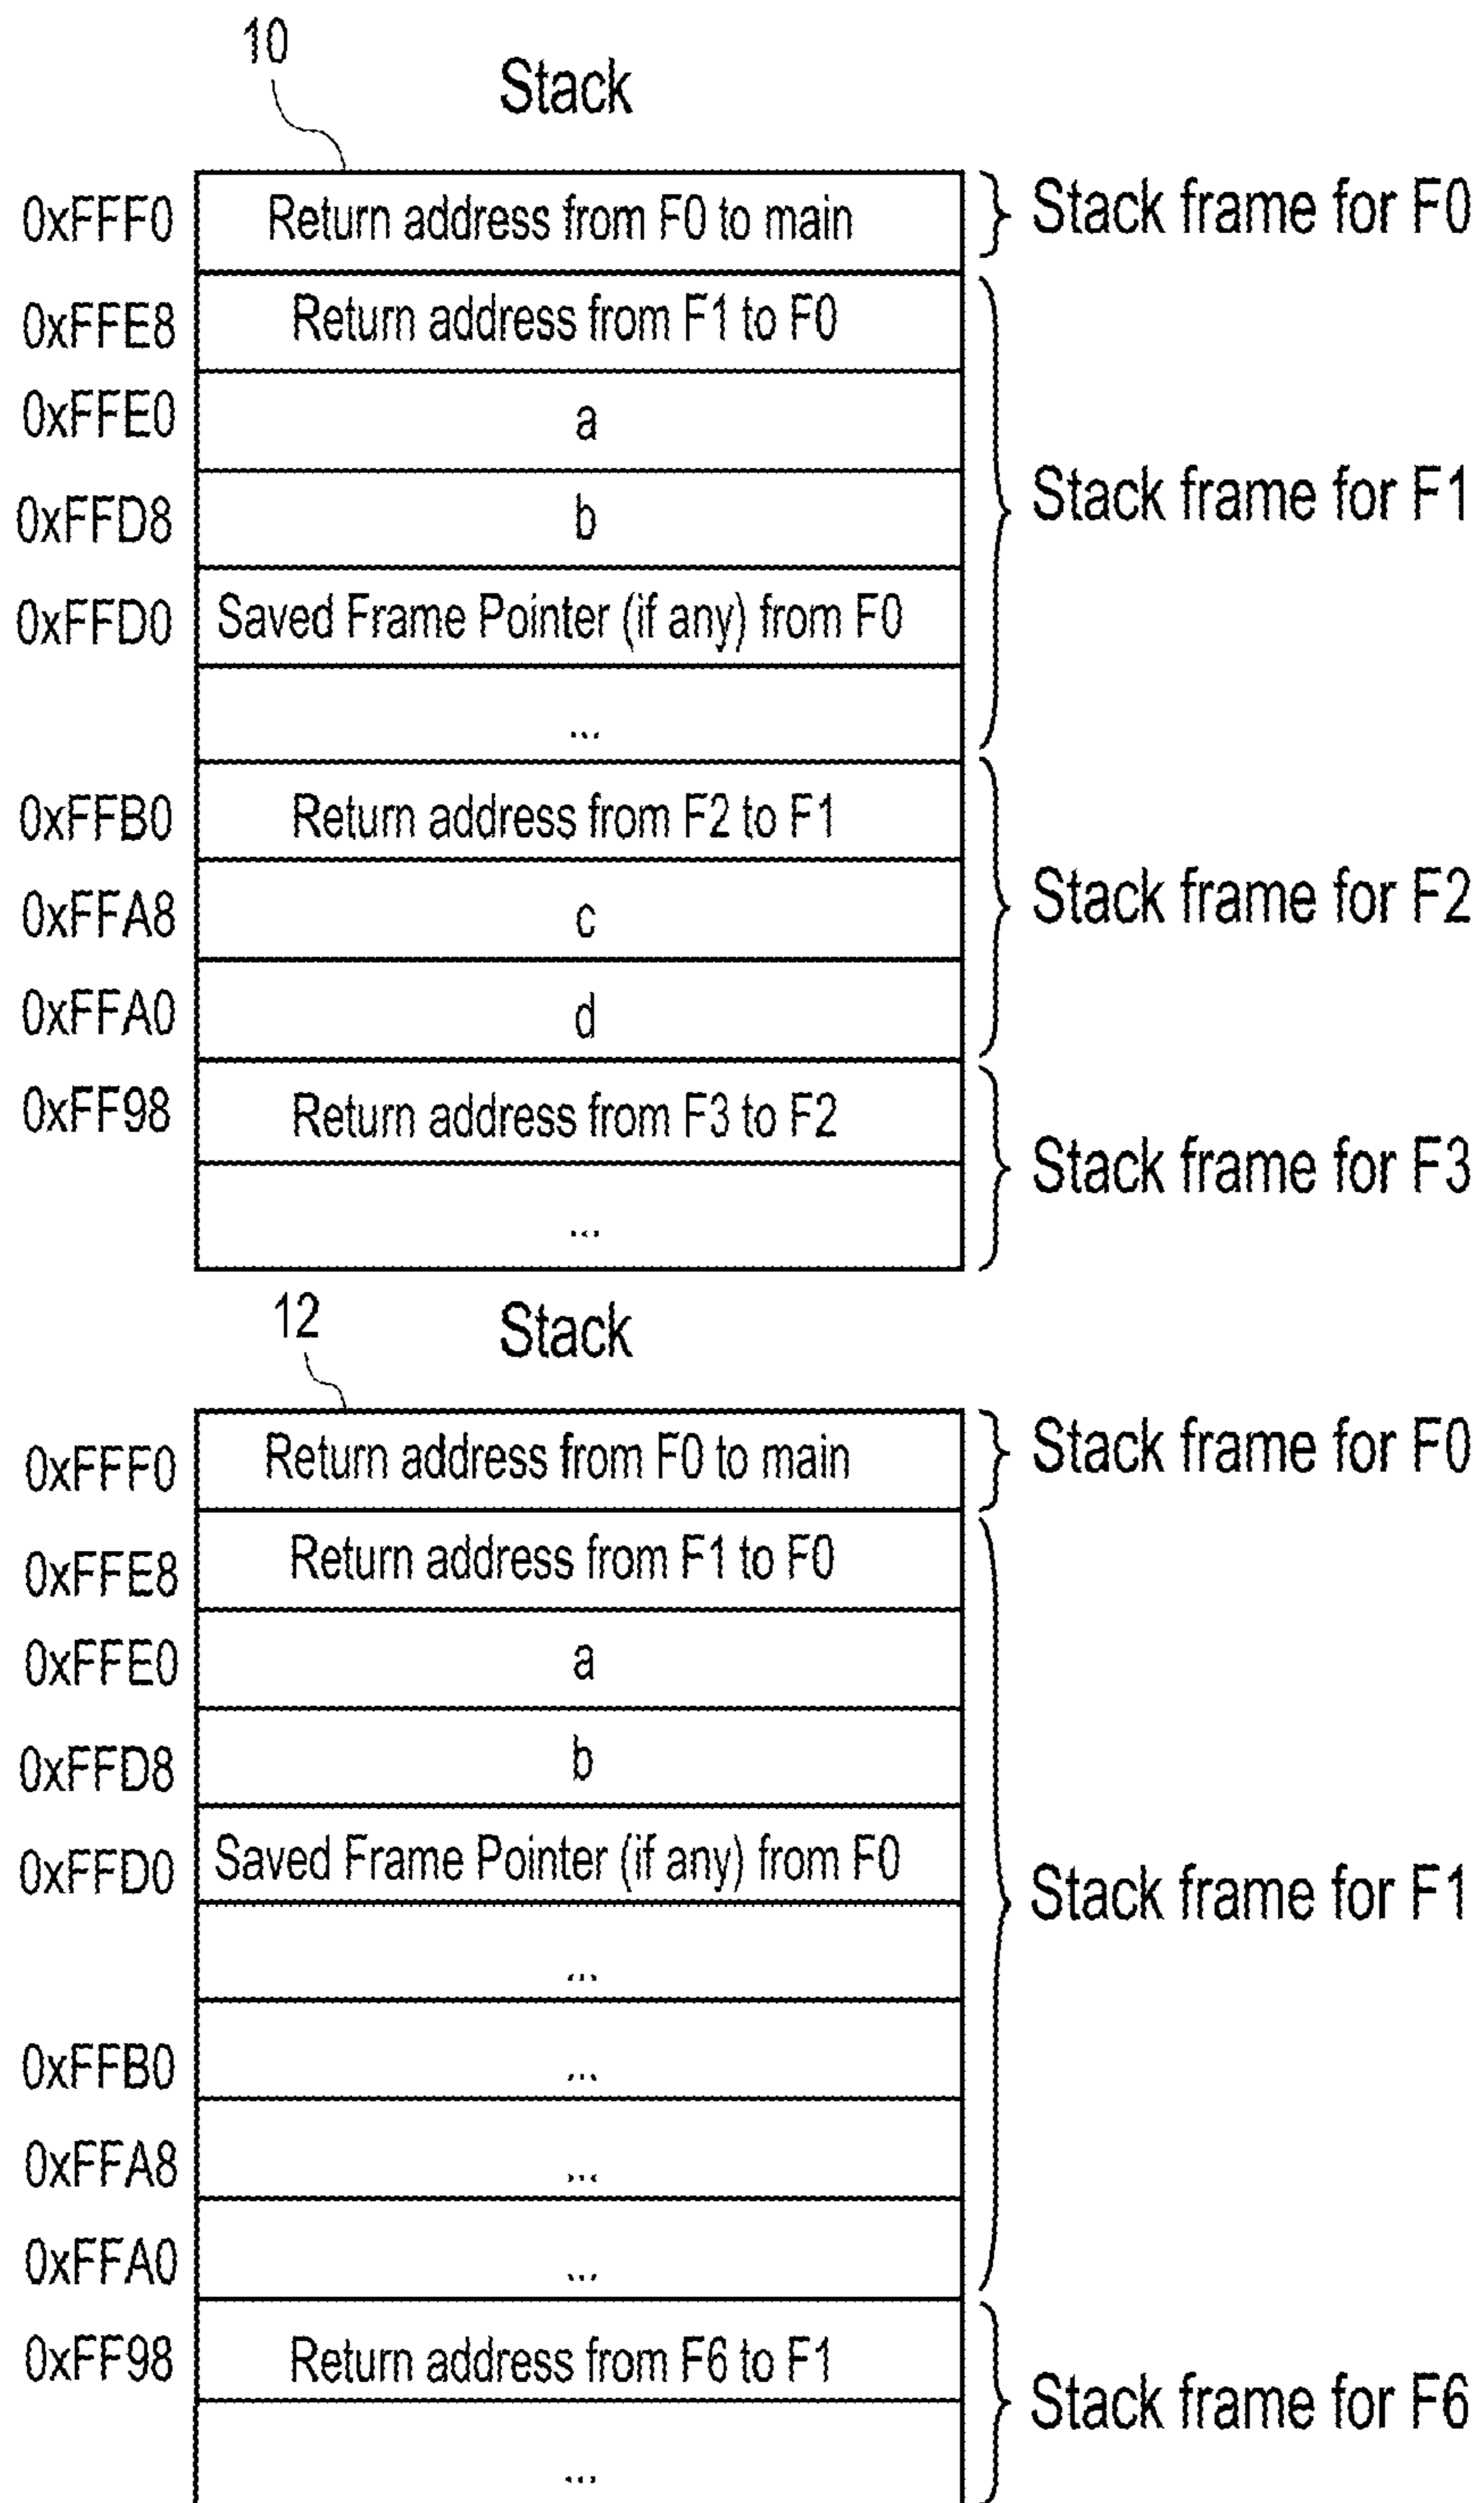 10
Stack
0xFFF0 Return address from F0 to main Stack frame for F0
0xFFE8 Return address from F1 to F0
0xFFE0 a
Stack frame for F1
0xFFD8 b
0xFFD0 Saved Frame Pointer (if any) from F0
...
0xFFB0 Return address from F2 to F1
0xFFA8 c Stack frame for F2
0xFFA0 d
0xFF98 Return address from F3 to F2
Stack frame for F3
...
12 Stack
0xFFF0 Return address from F0 to main Stack frame for F0
0xFFE8 Return address from F1 to F0
0xFFE0 a
0xFFD8 b
0xFFD0 Saved Frame Pointer (if any) from F0 Stack frame for F1
...
0xFFB0 ...
0xFFA8 ...
0xFFA0 ...
0xFF98 Return address from F6 to F1
Stack frame for F6
...